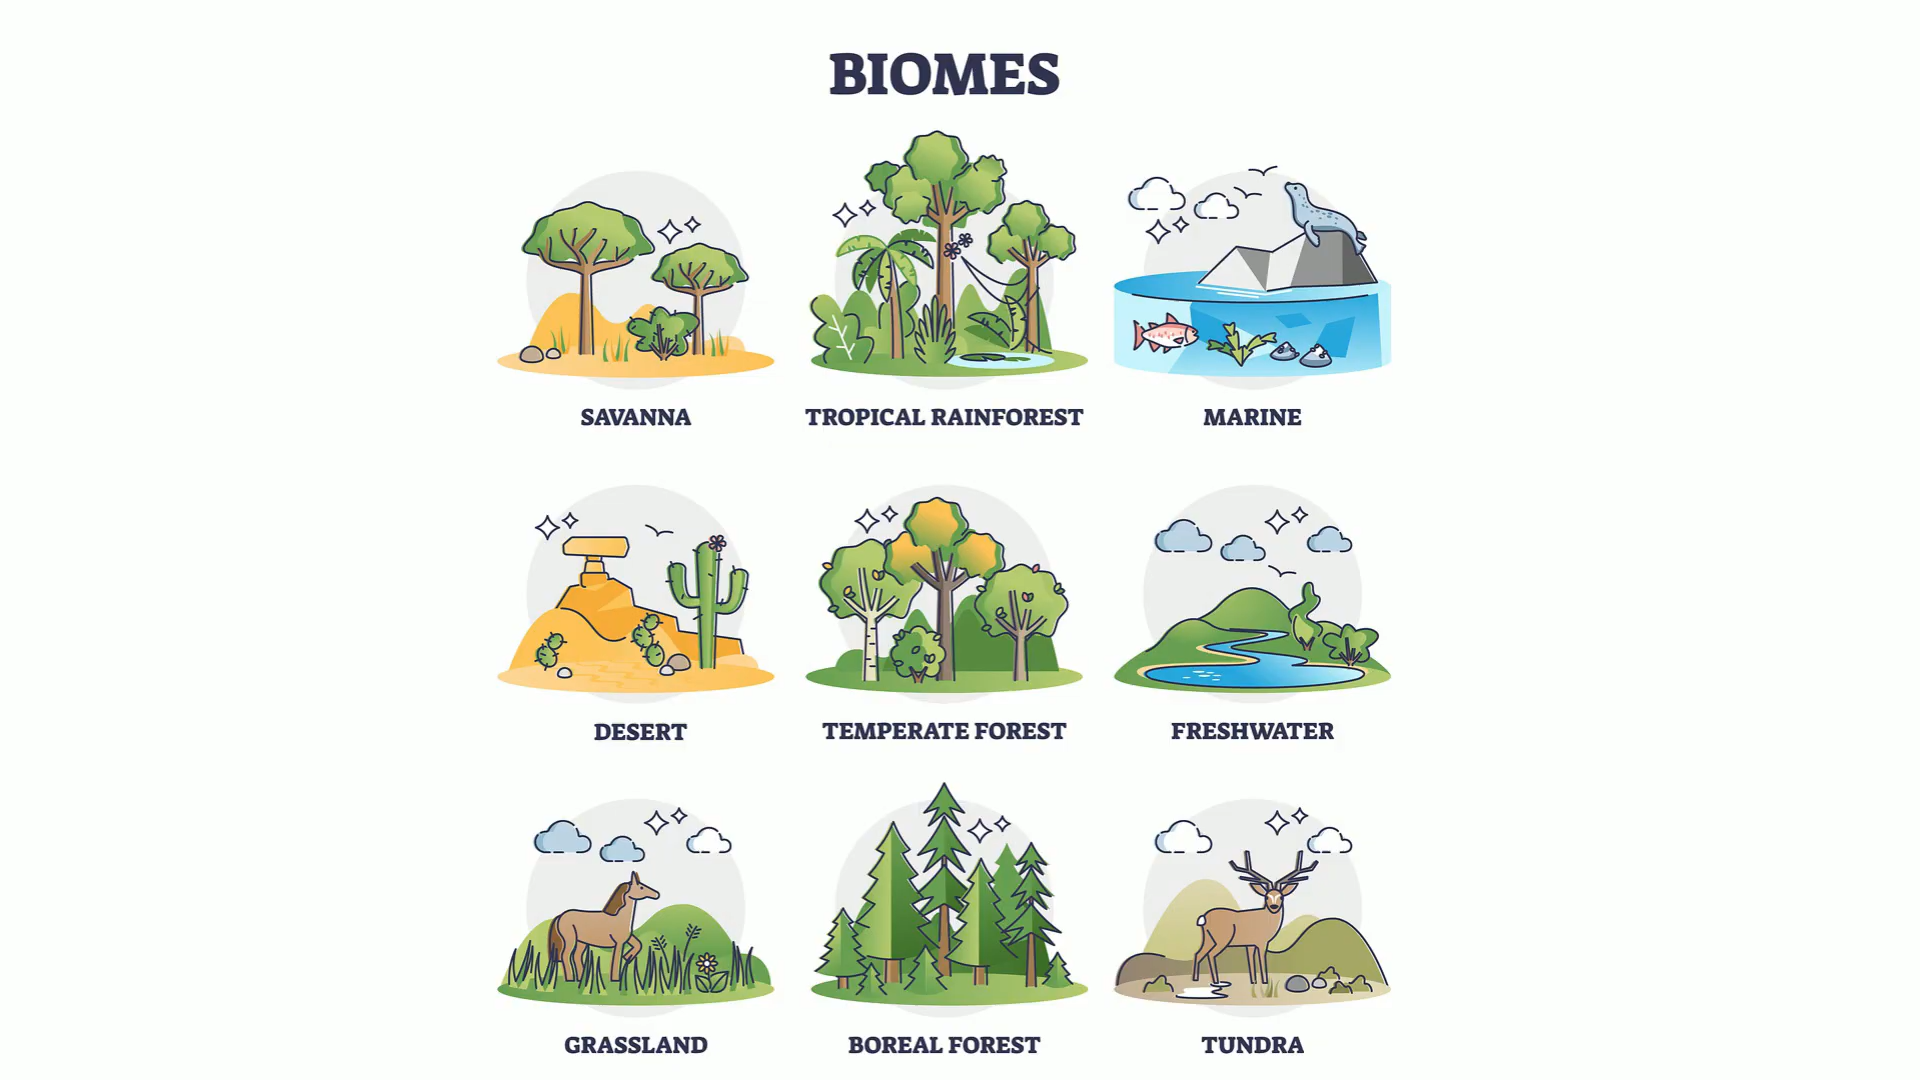 BIOMES
SAVANNA
TROPICAL RAINFOREST
MARINE
DESERT
TEMPERATE FOREST
FRESHWATER
GRASSLAND
BOREAL FOREST
TUNDRA